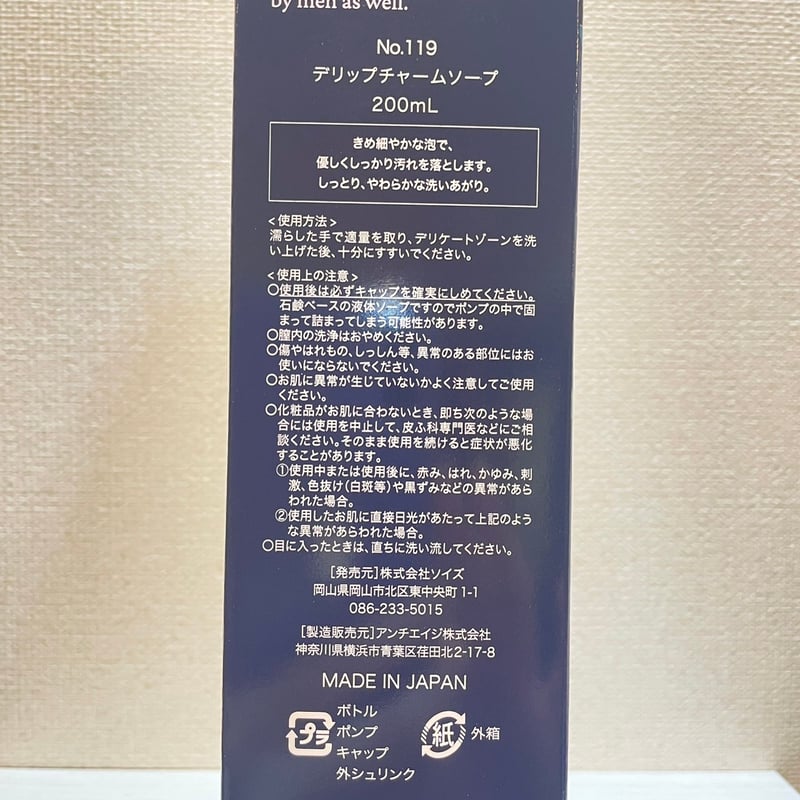 by men as well.
No.119
デリップチャームソープ
200mL
きめ細やかな泡で、
優しくしっかり汚れを落とします。
しっとり、やわらかな洗いあがり。
<使用方法>
濡らした手で適量を取り、デリケートゾーンを洗
い上げた後、十分にすすいでください。
<使用上の注意>
○使用後は必ずキャップを確実にしめてください。
石鹸ベースの液体ソープですのでポンプの中で固
まって詰まってしまう可能性があります。
○膣内の洗浄はおやめください。
○傷やはれもの、しっしん等、異常のある部位にはお
使いにならないでください。
○お肌に異常が生じていないかよく注意してご使用
ください。
○化粧品がお肌に合わないとき、即ち次のような場
合には使用を中止して、皮ふ科専門医などにご相
談ください。そのまま使用を続けると症状が悪化
することがあります。
①使用中または使用後に、赤み、はれ、かゆみ、刺
激、色抜け(白斑等)や黒ずみなどの異常があら
われた場合。
②使用したお肌に直接日光があたって上記のよう
な異常があらわれた場合。
○目に入ったときは、直ちに洗い流してください。
[発売元]株式会社ソイズ
岡山県岡山市北区東中央町1-1
086-233-5015
[製造販売元]アンチエイジ株式会社
神奈川県横浜市青葉区荏田北2-17-8
MADE IN JAPAN
プラ
ボトル
ポンプ
キャップ
外シュリンク
紙 外箱